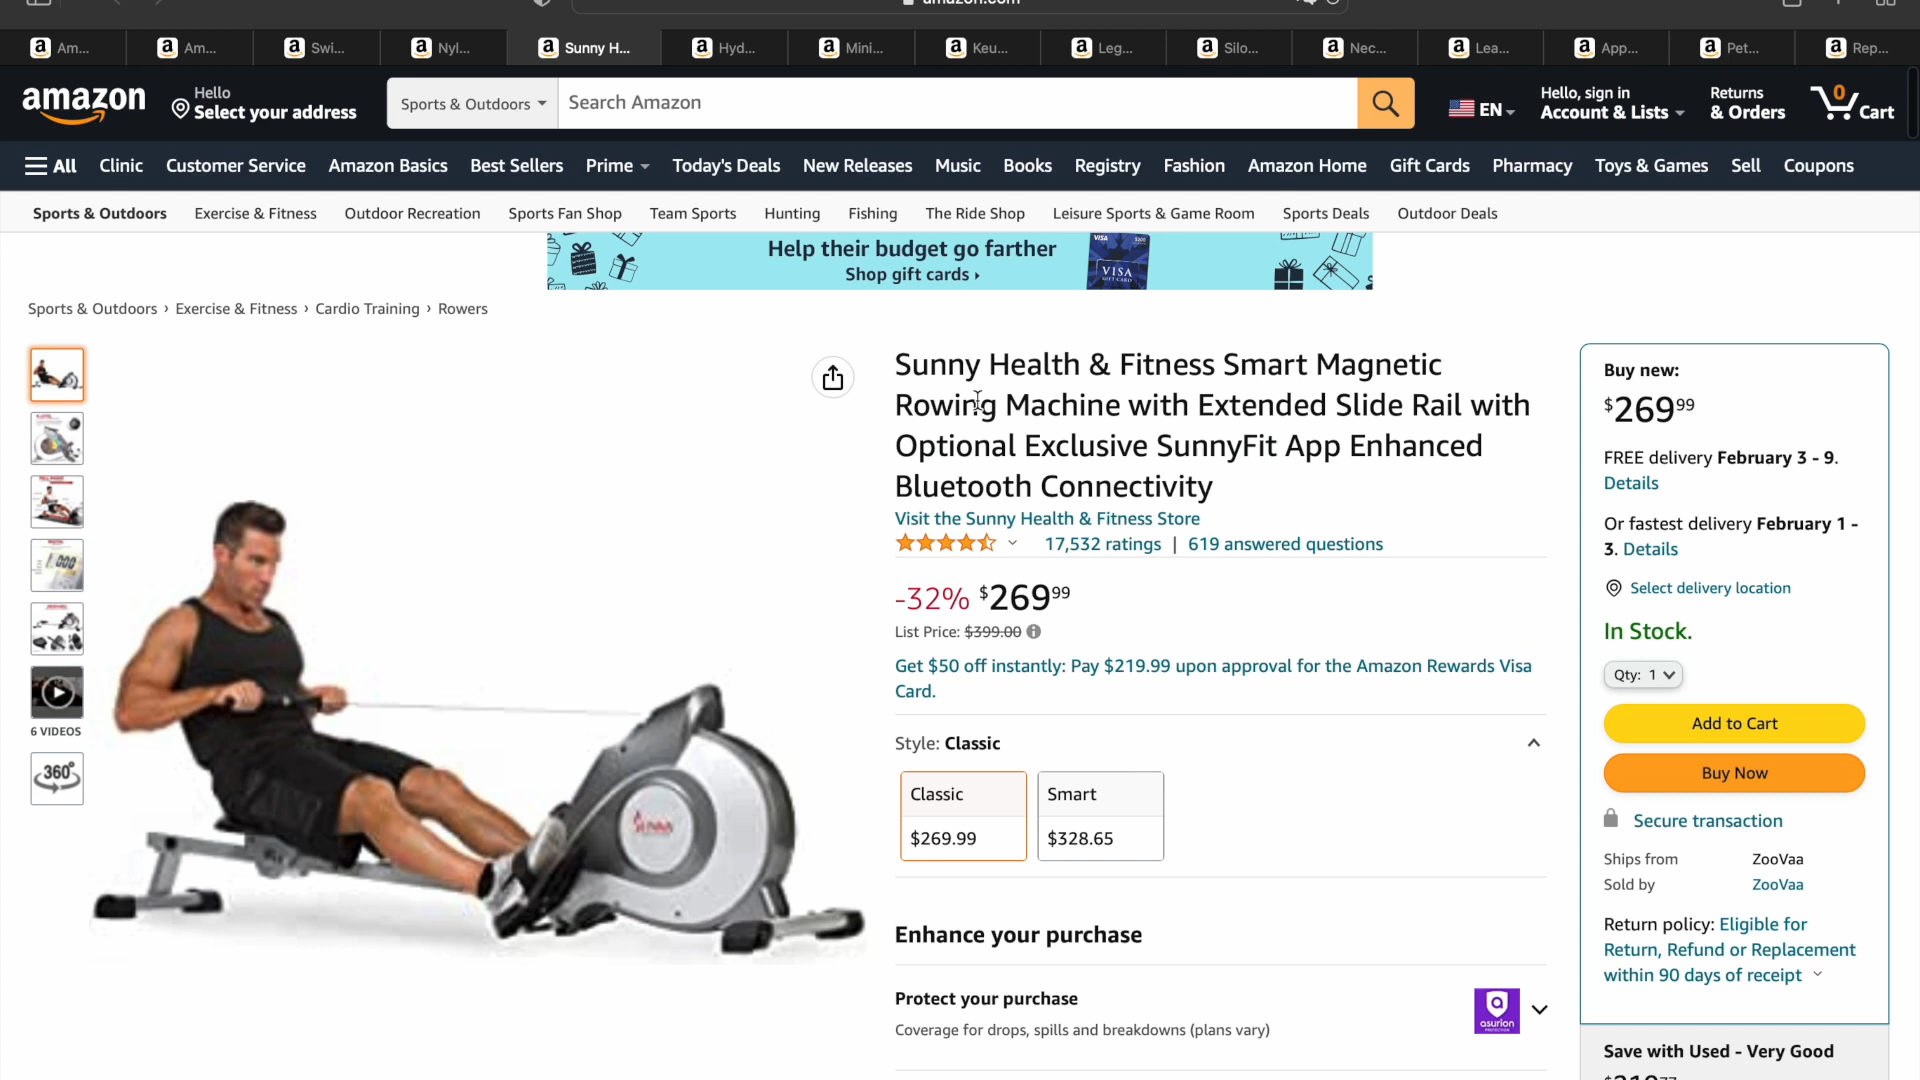 Am...
Am...
Swi...
Nyl...
Sunny H...
Hyd...
Mini...
Keu...
Leg...
Silo...
Nec...
Lea...
App...
Pet...
Rep...
amazon
Hello
Select your address
Sports & Outdoors
Search Amazon
EN
Hello, sign in
Account & Lists
Returns
& Orders
0
Cart
All Clinic Customer Service Amazon Basics Best Sellers Prime Today's Deals New Releases Music Books Registry Fashion Amazon Home Gift Cards Pharmacy Toys & Games Sell Coupons
Sports & Outdoors Exercise & Fitness Outdoor Recreation Sports Fan Shop Team Sports Hunting Fishing The Ride Shop Leisure Sports & Game Room Sports Deals Outdoor Deals
Help their budget go farther
Shop gift cards ›
VISA
VISA
Sports & Outdoors › Exercise & Fitness › Cardio Training › Rowers
6 VIDEOS
360°
SUNNY
Sunny Health & Fitness Smart Magnetic
Rowing Machine with Extended Slide Rail with
Optional Exclusive SunnyFit App Enhanced
Bluetooth Connectivity
Visit the Sunny Health & Fitness Store
17,532 ratings | 619 answered questions
-32% $269 99
List Price: $399.00
Get $50 off instantly: Pay $219.99 upon approval for the Amazon Rewards Visa
Card.
Style: Classic
Classic
$269.99
Smart
$328.65
Enhance your purchase
Protect your purchase
Coverage for drops, spills and breakdowns (plans vary)
asurion
Buy new:
$269 99
FREE delivery February 3 - 9.
Details
Or fastest delivery February 1 -
3. Details
Select delivery location
In Stock.
Qty: 1
Add to Cart
Buy Now
Secure transaction
Ships from ZooVaa
Sold by ZooVaa
Return policy: Eligible for
Return, Refund or Replacement
within 90 days of receipt
Save with Used - Very Good